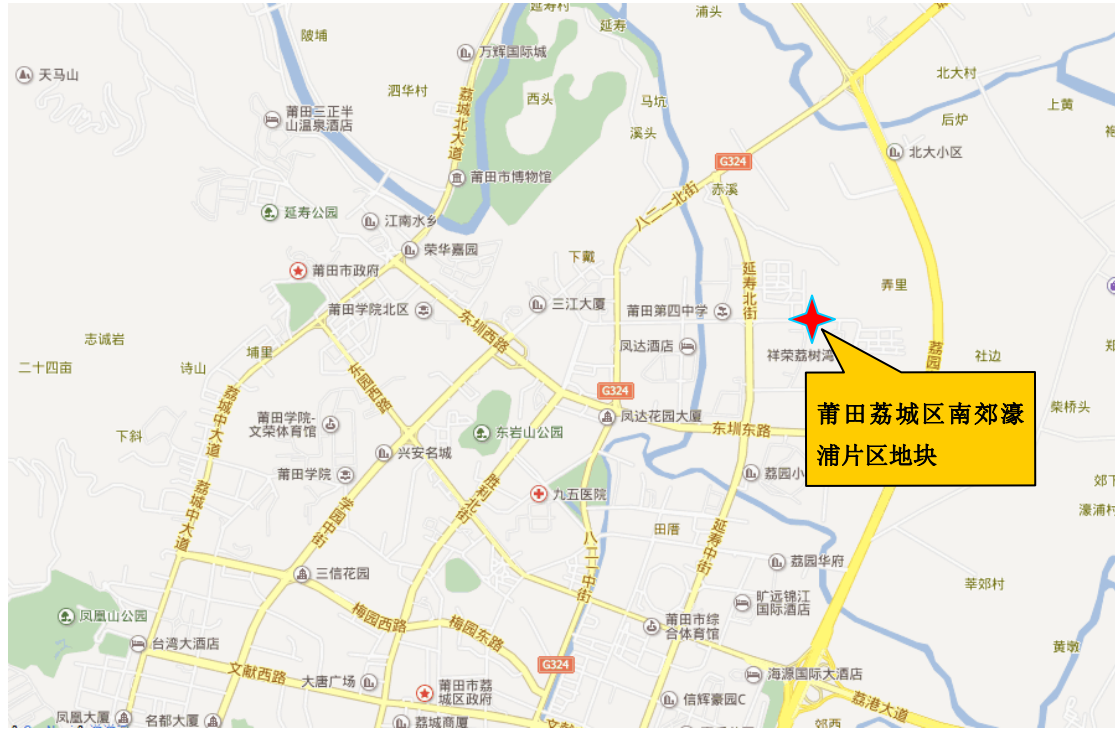 延寿村
浦头
延寿
陂埔
万辉国际城
天马山
北大村
泗华村
西头
马坑
上黄
莆田三正半
山温泉酒店
荔城北大道
后炉
溪头
北大小区
G324
莆田市博物馆
赤溪
八二一北街
延寿公园
江南水乡
荣华嘉园
下戴
莆田市政府
延寿北街
弄里
莆田学院北区
三江大厦
莆田第四中学
东圳西路
志诚岩
埔里
凤达酒店
祥荣荔树湾
荔园
社边
二十四亩
诗山
东园西路
G324
荔城中大道
莆田学院-
文荣体育馆
凤达花园大厦
柴桥头
莆田荔城区南郊濠
浦片区地块
下斜
东岩山公园
东圳东路
兴安名城
莆田学院
荔园小
胜利北街
九五医院
郊下
濠浦村
荔城中大道
学园中街
田厝
延寿中街
八二一中街
荔园华府
三信花园
莘郊村
旷远锦江
国际酒店
凤凰山公园
梅园西路
梅园东路
莆田市综
合体育馆
台湾大酒店
黄墩
文献西路
G324
海源国际大酒店
大唐广场
莆田市荔
城区政府
信辉豪园C
荔港大道
凤凰大厦
名都大厦
荔城商厦
文献
郊西